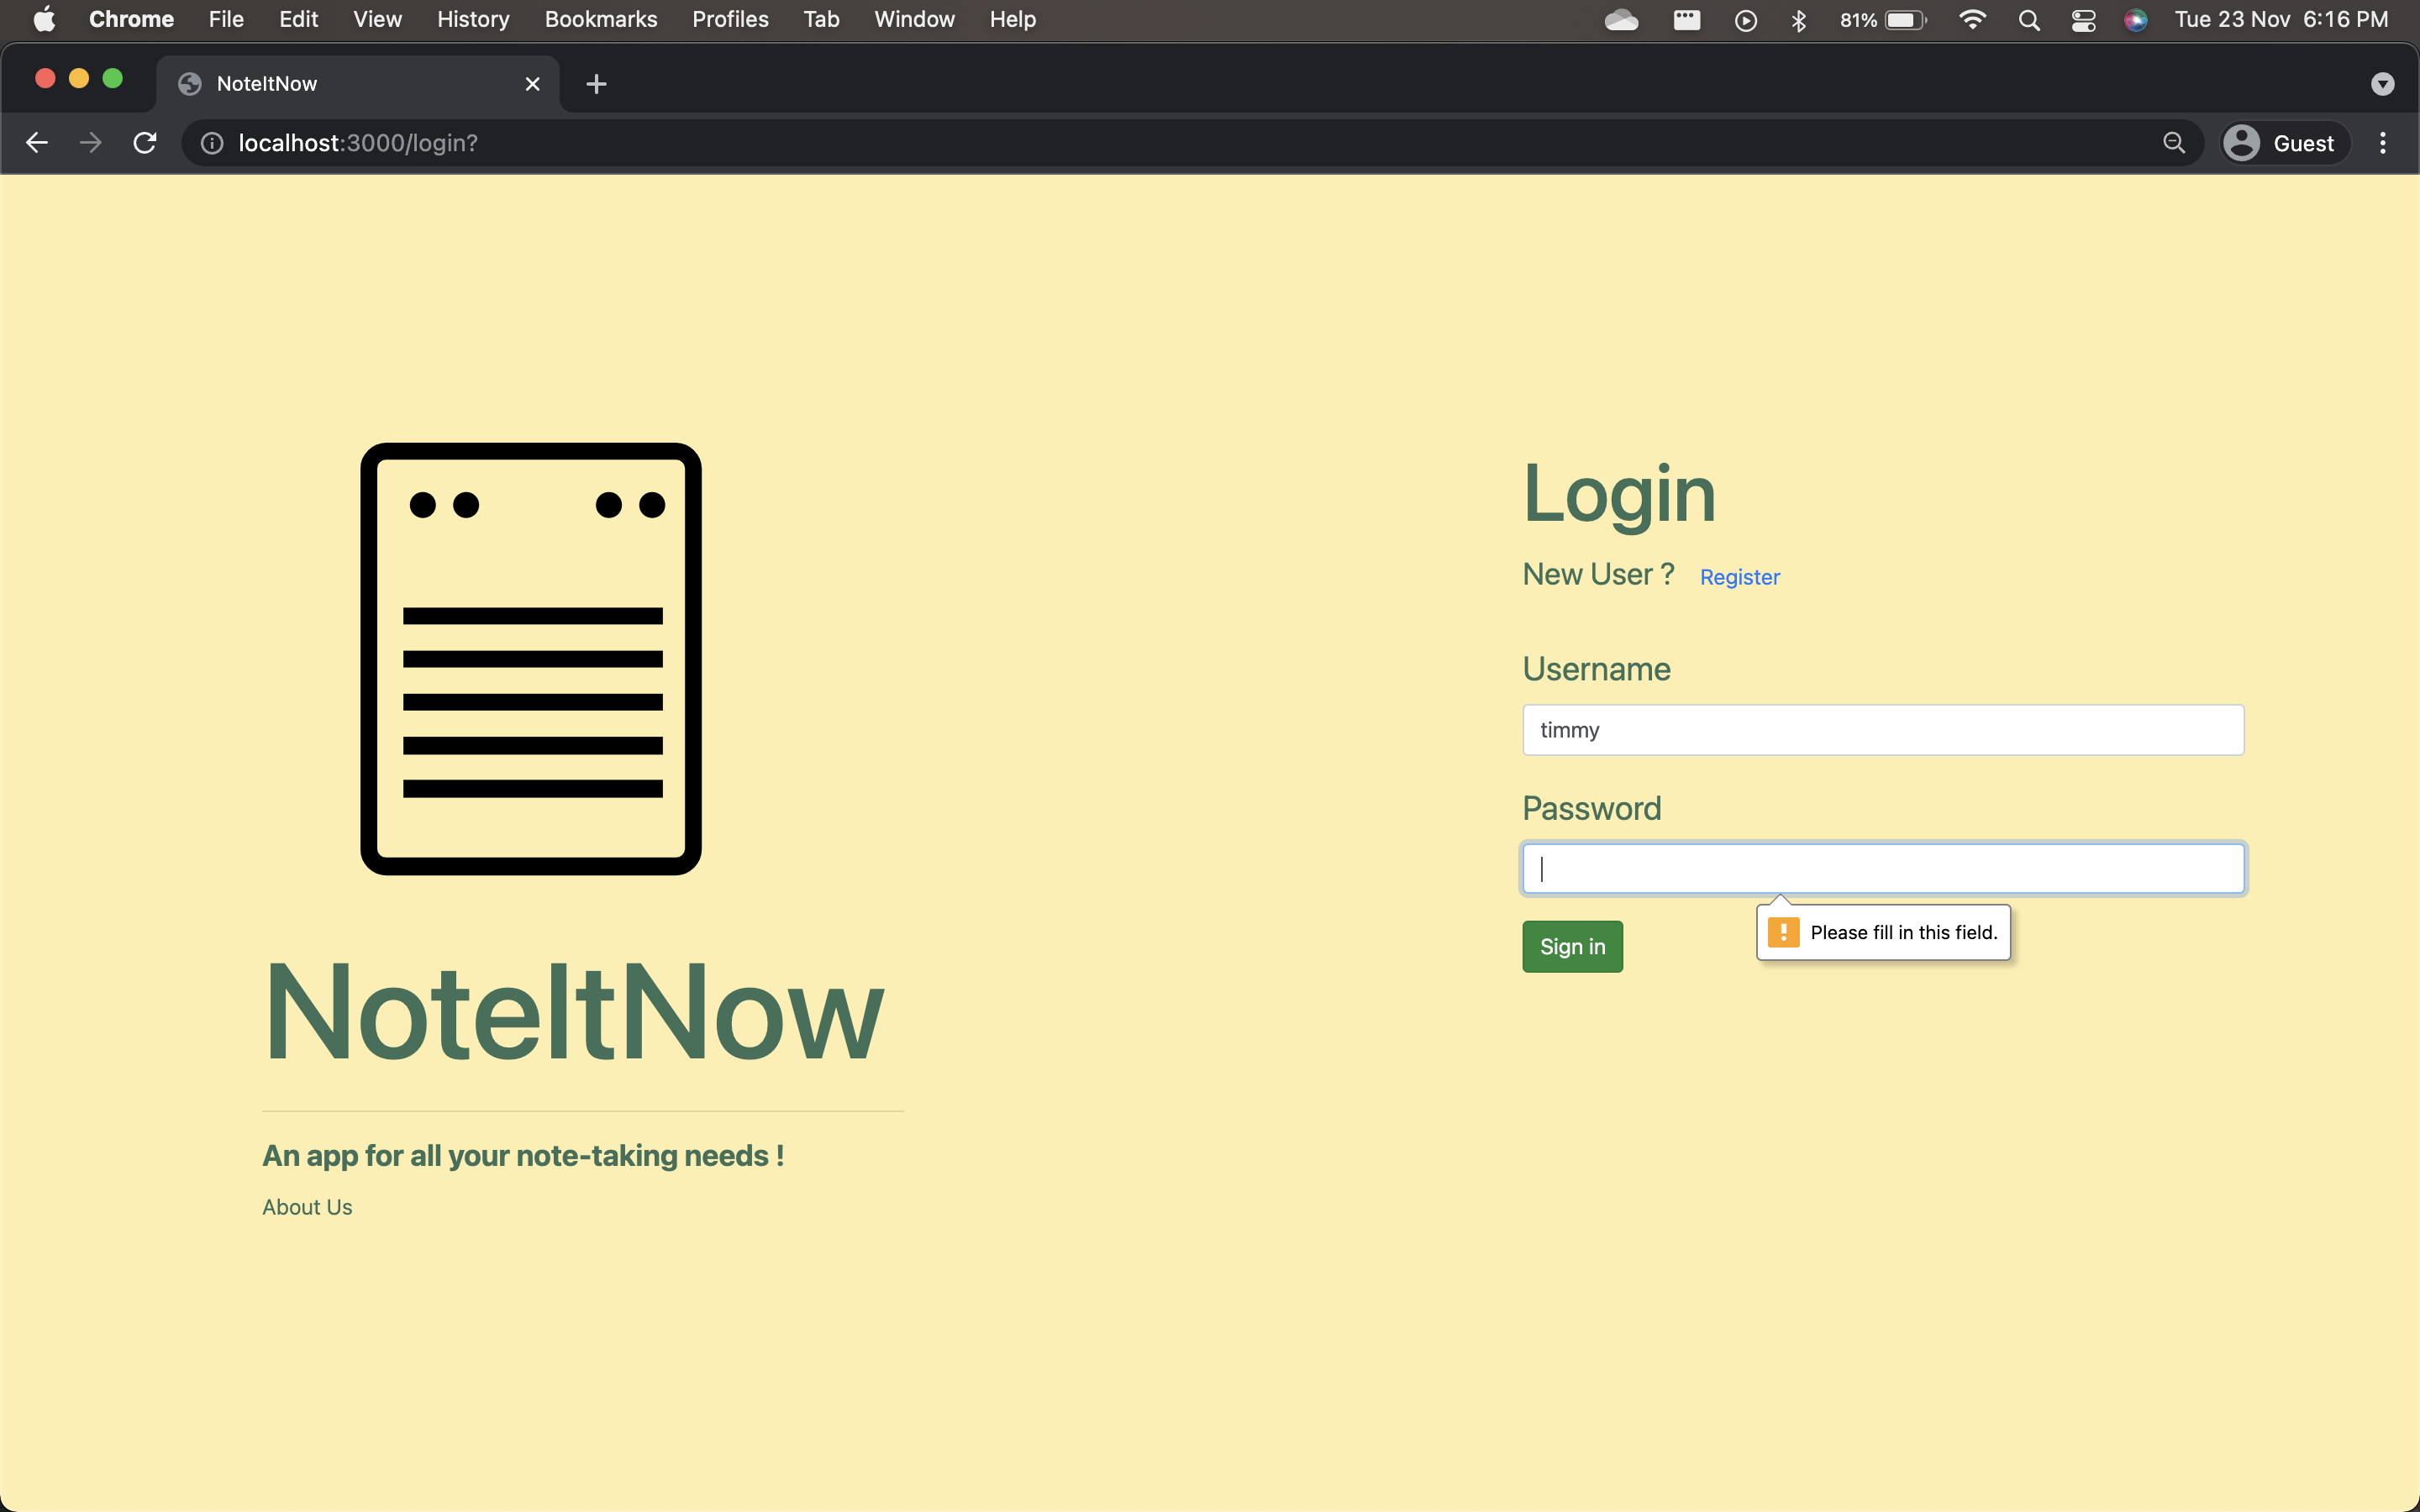 Chrome File Edit View History Bookmarks Profiles Tab Window Help 81% Tue 23 Nov 6:16 PM
NoteItNow
localhost:3000/login?
Guest
NoteItNow
An app for all your note-taking needs !
About Us
Login
New User ? Register
Username
timmy
Password
Please fill in this field.
Sign in